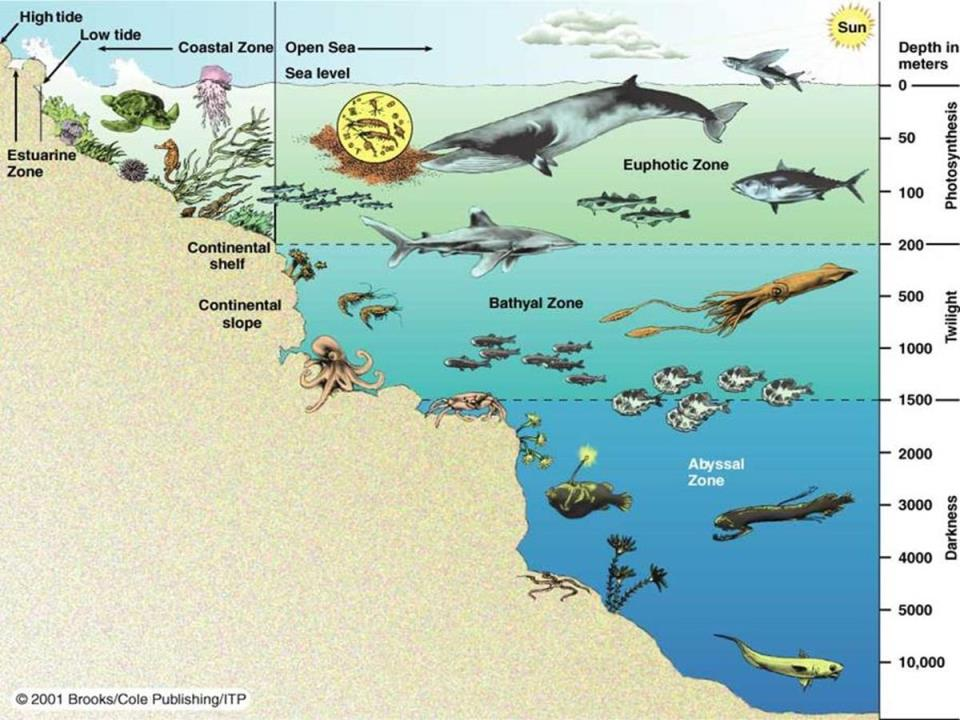 High tide
Low tide
Coastal Zone
Open Sea
Sun
Depth in
meters
Sea level
0
50
Estuarine
Zone
Euphotic Zone
100
Photosynthesis
200
Continental
shelf
Continental
slope
Bathyal Zone
500
Twilight
1000
1500
Abyssal
Zone
2000
3000
Darkness
4000
5000
10,000
© 2001 Brooks/Cole Publishing/ITP